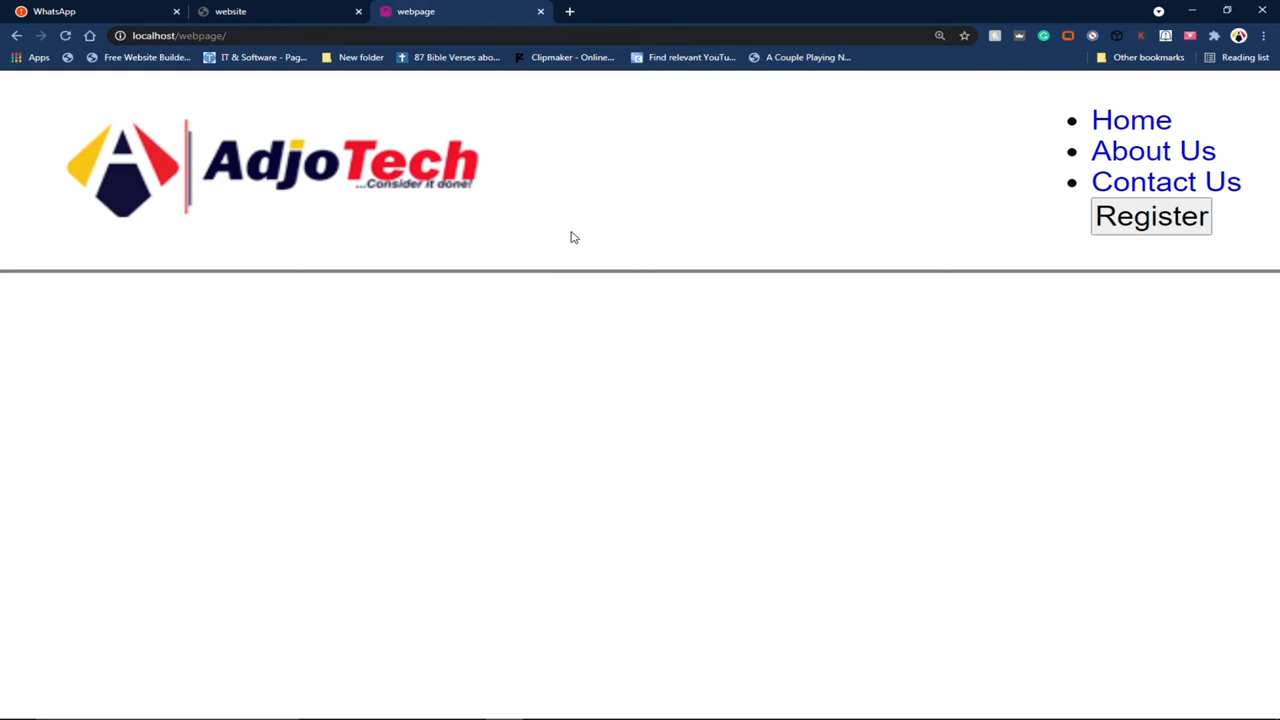 WhatsApp
website
webpage
localhost/webpage/
Apps
Free Website Builde...
IT & Software - Pag...
New folder
87 Bible Verses abo...
Clipmaker - Online...
Find relevant YouTu...
A Couple Playing N...
Other bookmarks
Reading list
AdjoTech
...Consider it done!
Home
About Us
Contact Us
Register